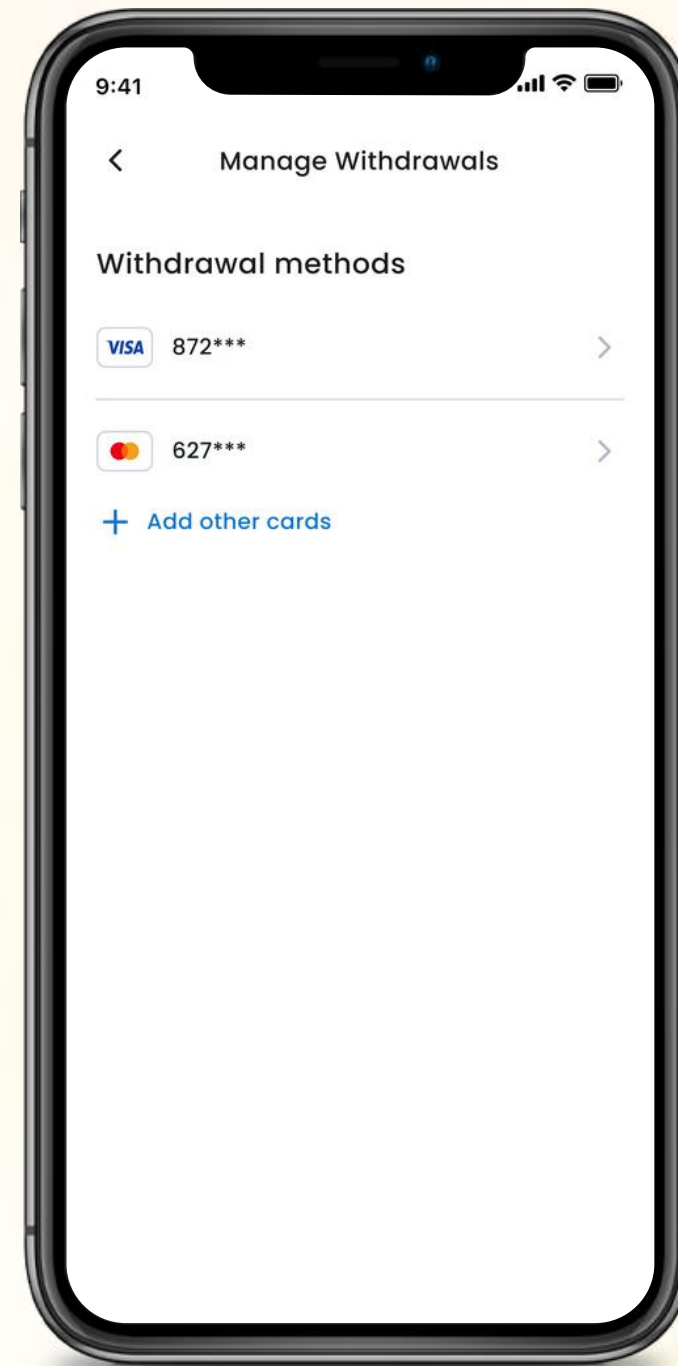 9:41
Manage Withdrawals
Withdrawal methods
VISA 872***
627***
Add other cards